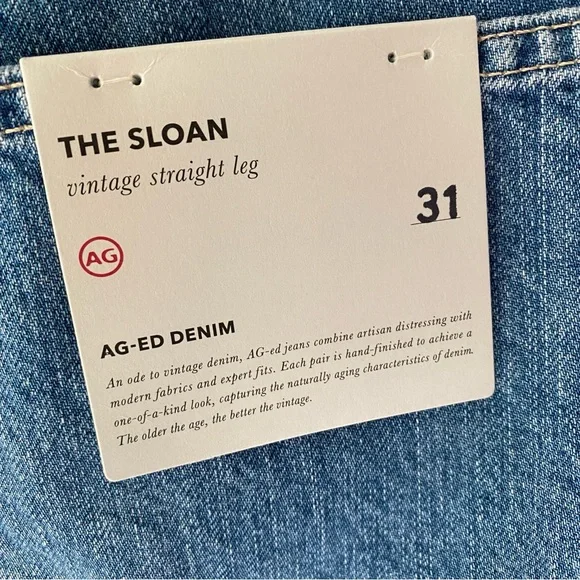 THE SLOAN
vintage straight leg
31
AG
AG-ED DENIM
An ode to vintage denim, AG-ed jeans combine artisan distressing with
modern fabrics and expert fits. Each pair is hand-finished to achieve a
one-of-a-kind look, capturing the naturally aging characteristics of denim.
The older the age, the better the vintage.